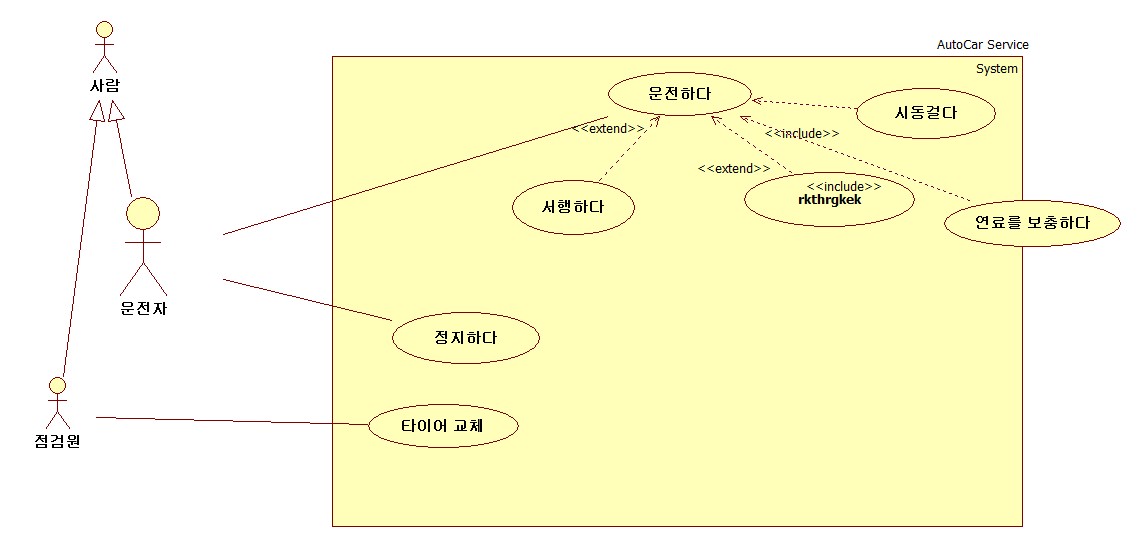 AutoCar Service
System
사람
운전하다
시동걸다
<<extend>>
<<include>>
<<extend>>
<<include>>
서행하다
rkthrgkek
연료를 보충하다
운전자
정지하다
타이어 교체
점검원